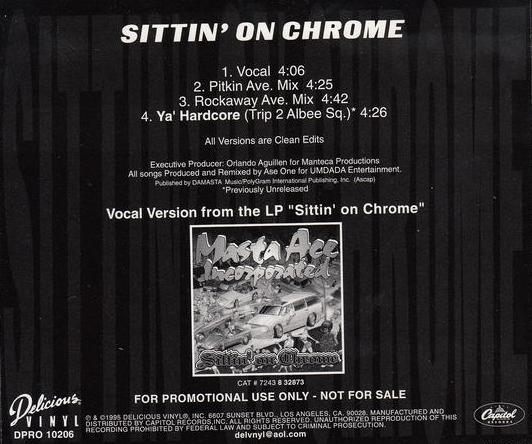 SITTIN' ON CHROME
1. Vocal 4:06
2. Pitkin Ave. Mix 4:25
3. Rockaway Ave. Mix 4:42
4. Ya' Hardcore (Trip 2 Albee Sq.)* 4:26
All Versions are Clean Edits
Executive Producer: Orlando Aguillen for Manteca Productions
All songs Produced and Remixed by Ase One for UMDADA Entertainment.
Published by DAMASTA Music/PolyGram International Publishing, Inc. (Ascap)
*Previously Unreleased
Vocal Version from the LP "Sittin' on Chrome"
Masta Ace
Incorporated
Sittin' on Chrome
CAT # 7243 8 32873
FOR PROMOTIONAL USE ONLY - NOT FOR SALE
Delicious
VINYL
DPRO 10206
℗ & ©1995 DELICIOUS VINYL®, INC. 6607 SUNSET BLVD., LOS ANGELES, CA. 90028. MANUFACTURED AND
DISTRIBUTED BY CAPITOL RECORDS,INC. ALL RIGHTS RESERVED. UNAUTHORIZED REPRODUCTION OF THIS
RECORDING PROHIBITED BY FEDERAL LAW AND SUBJECT TO CRIMINAL PROSECUTION.
delvnyl@aol.com
Capitol